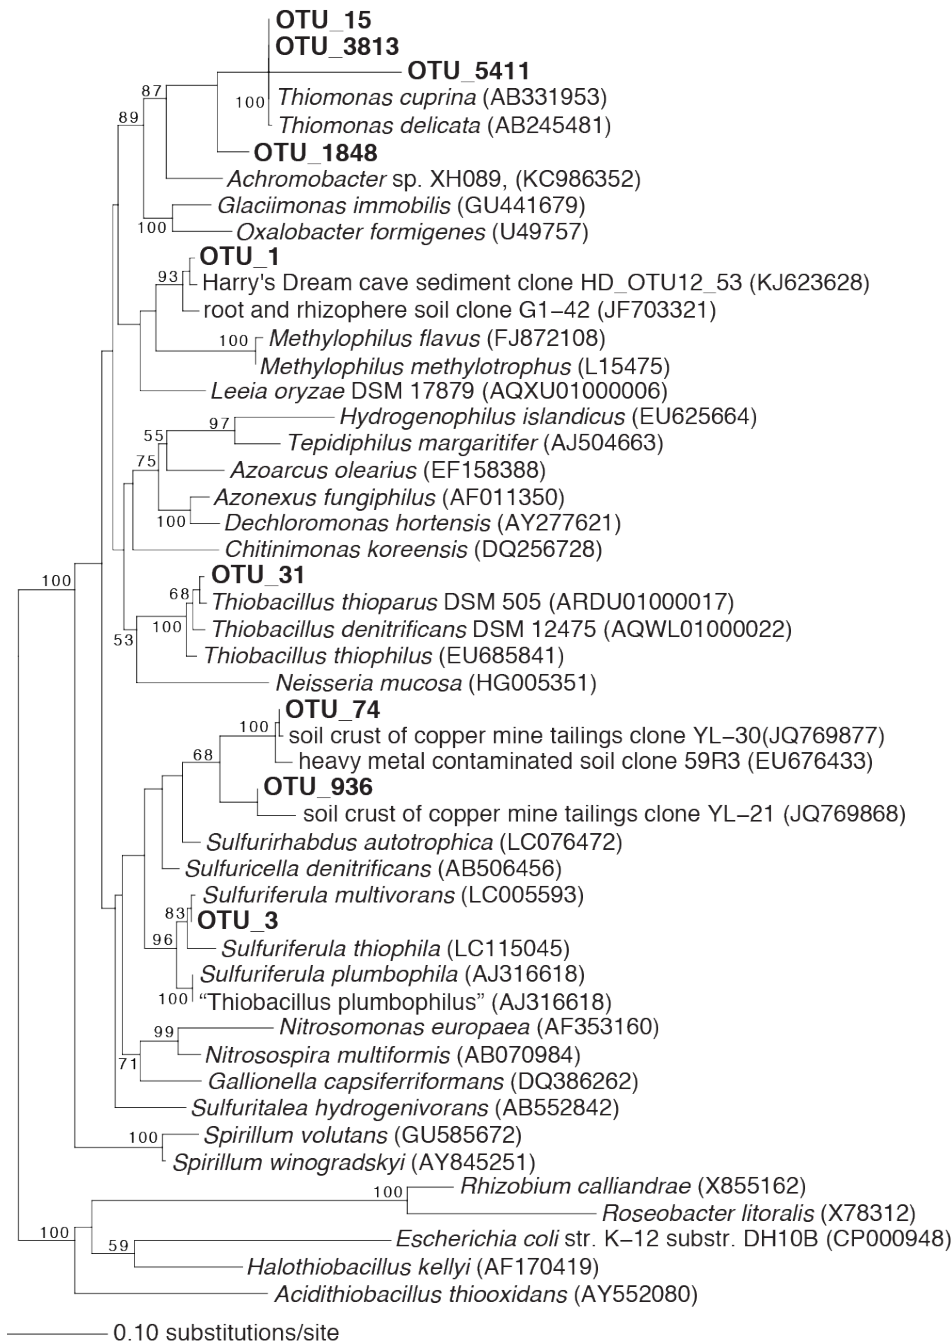 OTU_15
OTU_3813
OTU_5411
100
Thiomonas cuprina (AB331953)
87
89
Thiomonas delicata (AB245481)
OTU_1848
Achromobacter sp. XH089, (KC986352)
Glaciimonas immobilis (GU441679)
100
Oxalobacter formigenes (U49757)
OTU_1
93
Harry's Dream cave sediment clone HD_OTU12_53 (KJ623628)
root and rhizophere soil clone G1−42 (JF703321)
100
Methylophilus flavus (FJ872108)
Methylophilus methylotrophus (L15475)
Leeia oryzae DSM 17879 (AQXU01000006)
Hydrogenophilus islandicus (EU625664)
97
55
Tepidiphilus margaritifer (AJ504663)
75
Azoarcus olearius (EF158388)
Azonexus fungiphilus (AF011350)
100
Dechloromonas hortensis (AY277621)
Chitinimonas koreensis (DQ256728)
100
OTU_31
68
Thiobacillus thioparus DSM 505 (ARDU01000017)
100
Thiobacillus denitrificans DSM 12475 (AQWL01000022)
53
Thiobacillus thiophilus (EU685841)
Neisseria mucosa (HG005351)
OTU_74
100
soil crust of copper mine tailings clone YL−30(JQ769877)
68
heavy metal contaminated soil clone 59R3 (EU676433)
OTU_936
soil crust of copper mine tailings clone YL−21 (JQ769868)
Sulfurirhabdus autotrophica (LC076472)
Sulfuricella denitrificans (AB506456)
Sulfuriferula multivorans (LC005593)
83
OTU_3
96
Sulfuriferula thiophila (LC115045)
Sulfuriferula plumbophila (AJ316618)
100
“Thiobacillus plumbophilus” (AJ316618)
Nitrosomonas europaea (AF353160)
99
Nitrosospira multiformis (AB070984)
71
Gallionella capsiferriformans (DQ386262)
Sulfuritalea hydrogenivorans (AB552842)
100
Spirillum volutans (GU585672)
Spirillum winogradskyi (AY845251)
Rhizobium calliandrae (X855162)
100
Roseobacter litoralis (X78312)
100
Escherichia coli str. K−12 substr. DH10B (CP000948)
59
Halothiobacillus kellyi (AF170419)
Acidithiobacillus thiooxidans (AY552080)
0.10 substitutions/site